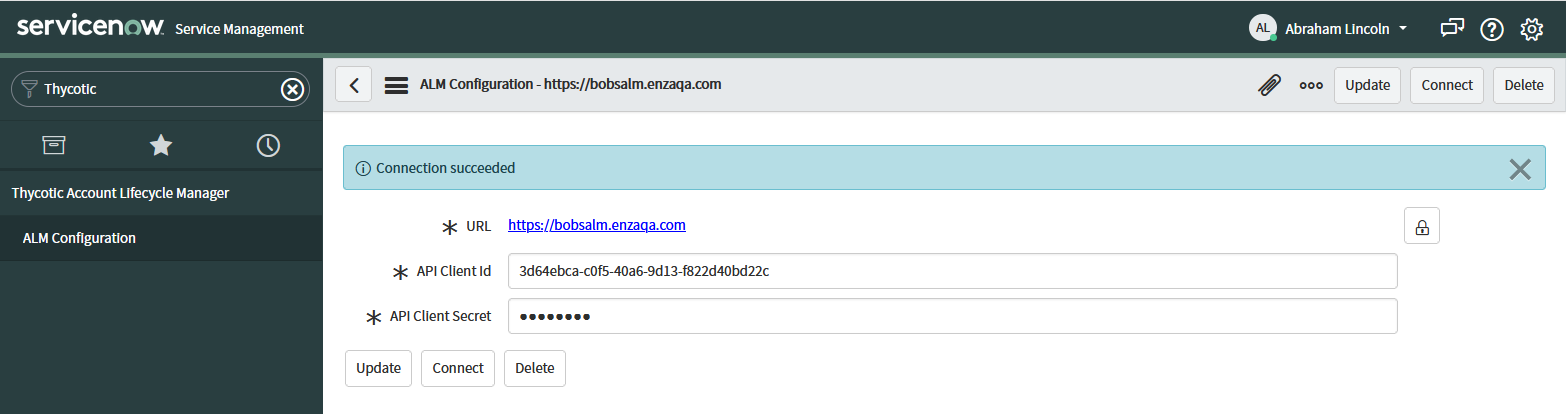 servicenow Service Management
AL Abraham Lincoln
Thycotic
ALM Configuration - https://bobsalm.enzaqa.com
Update Connect Delete
Connection succeeded
Thycotic Account Lifecycle Manager
ALM Configuration
URL https://bobsalm.enzaqa.com
API Client Id 3d64ebca-c0f5-40a6-9d13-f822d40bd22c
API Client Secret ●●●●●●●●
Update Connect Delete